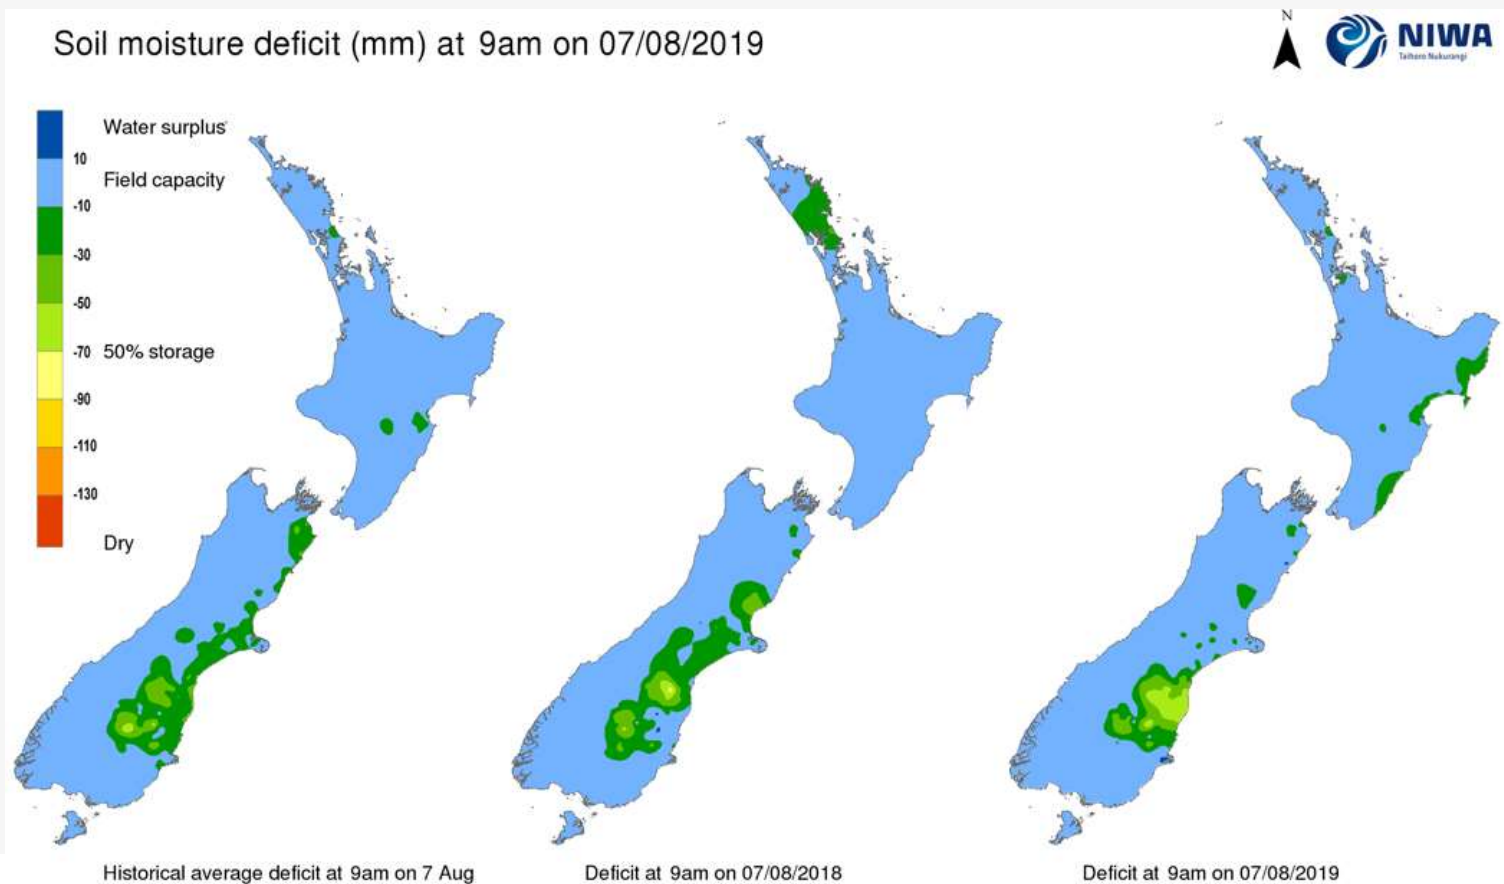 Soil moisture deficit (mm) at 9am on 07/08/2019
N
NIWA
Taihoro Nukurangi
Water surplus
10
Field capacity
-10
-30
-50
-70 50% storage
-90
-110
-130
Dry
Historical average deficit at 9am on 7 Aug
Deficit at 9am on 07/08/2018
Deficit at 9am on 07/08/2019